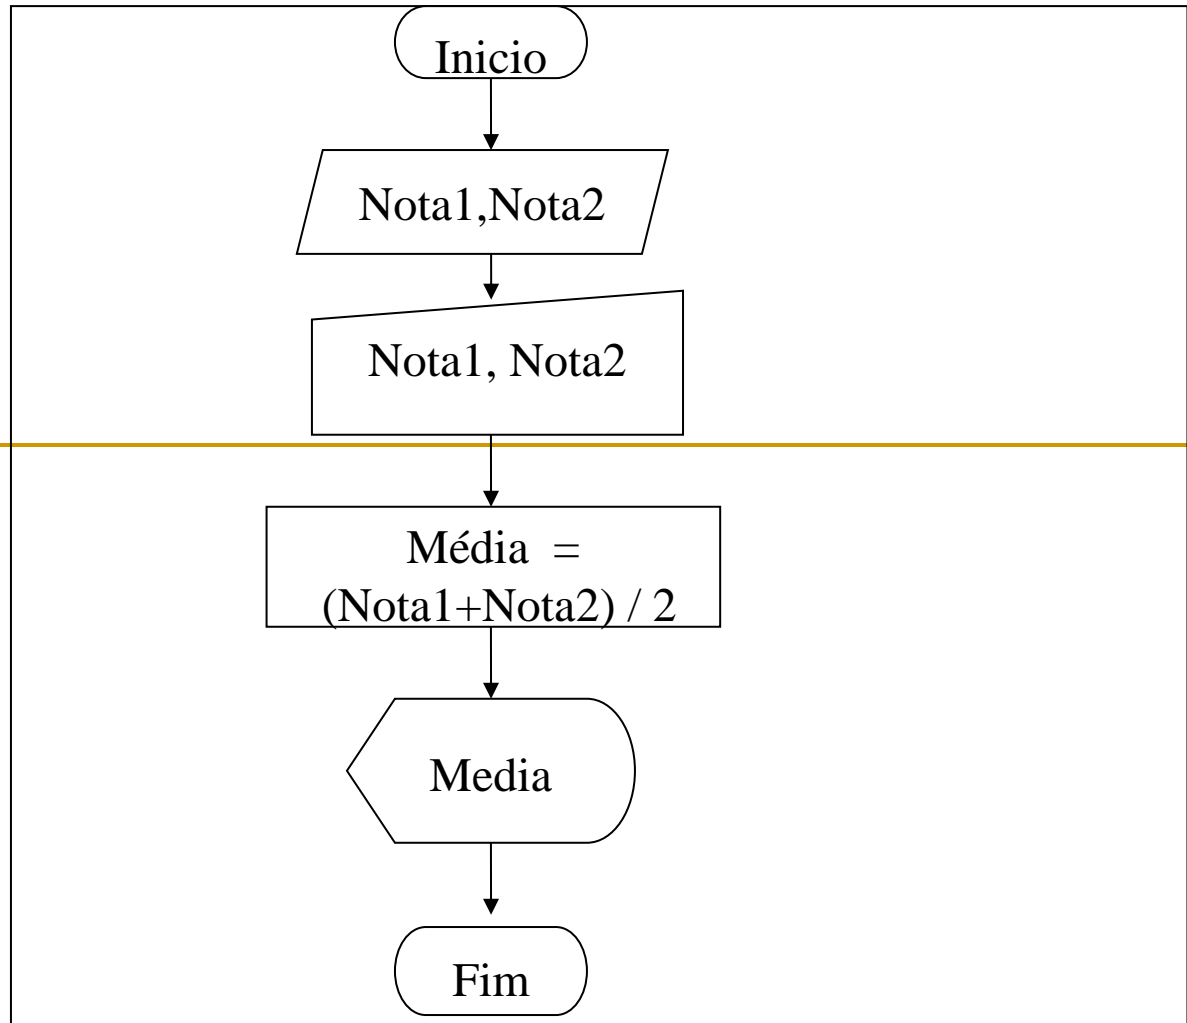 Inicio
Nota1,Nota2
Nota1, Nota2
Média =
(Nota1+Nota2) / 2
Media
Fim